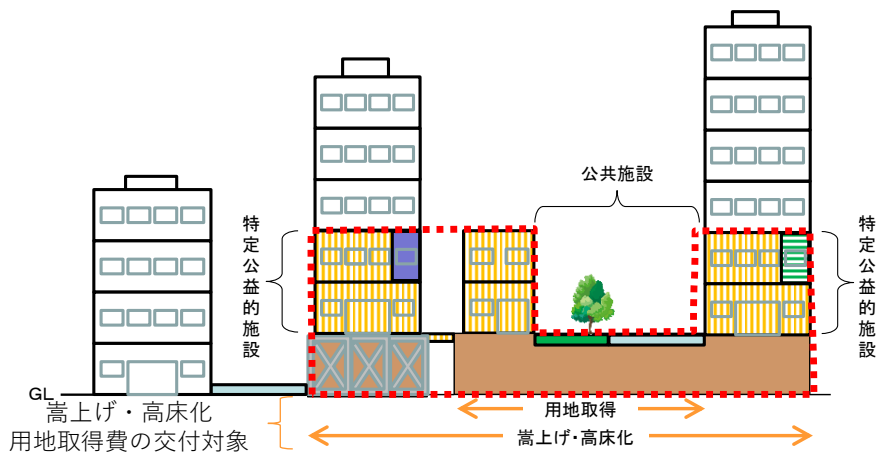 公共施設
特定公益的施設
特定公益的施設
GL
嵩上げ・高床化
用地取得費の交付対象
用地取得
嵩上げ・高床化